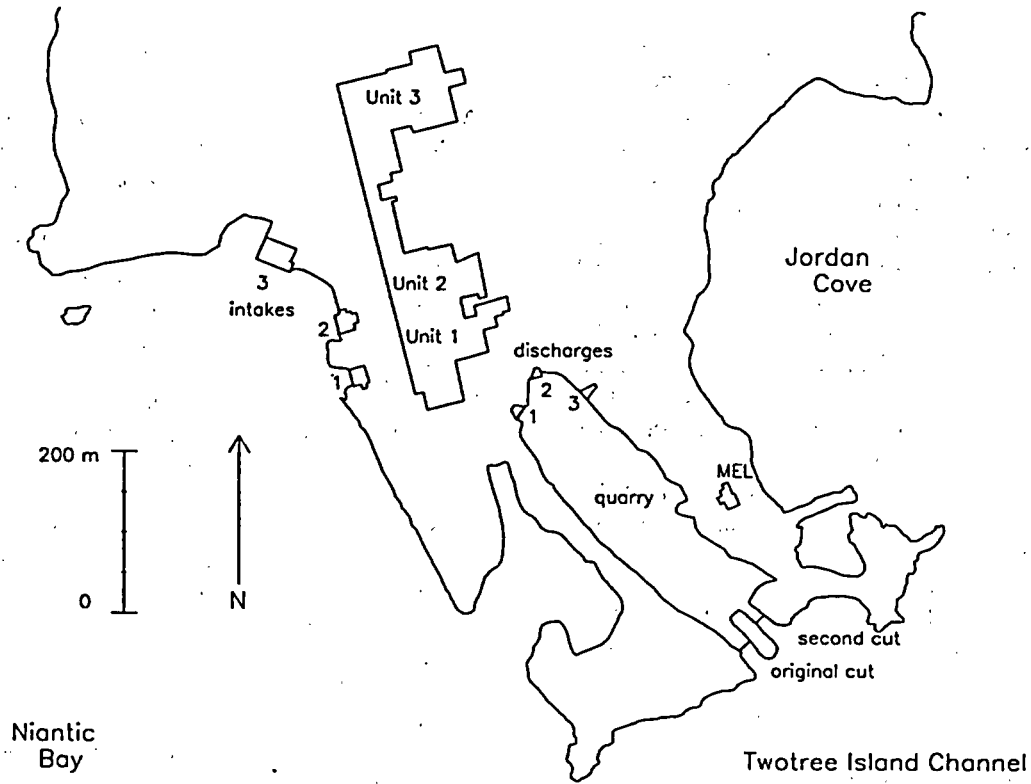 Unit 3
Jordan
Cove
3
intakes
Unit 2
2
Unit 1
discharges
1
2
3
1
200 m
MEL
quarry
0
N
second cut
original cut
Niantic
Bay
Twotree Island Channel